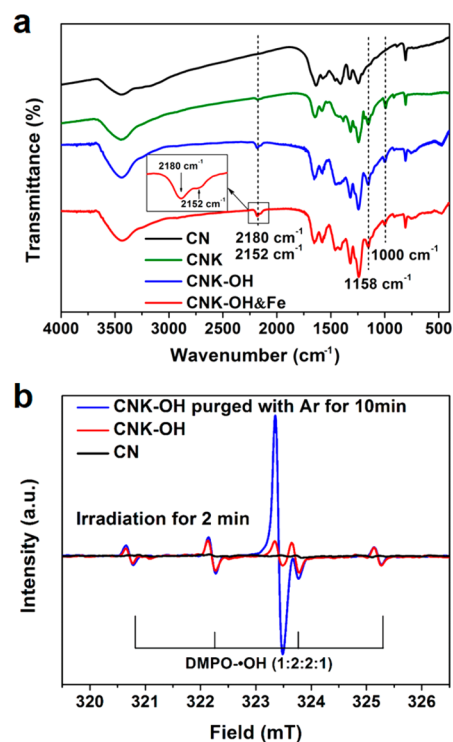 a
Transmittance (%)
2180 cm⁻¹
2152 cm⁻¹
CN
CNK
CNK-OH
CNK-OH&Fe
2180 cm⁻¹
2152 cm⁻¹
1000 cm⁻¹
1158 cm⁻¹
4000 3500 3000 2500 2000 1500 1000 500
Wavenumber (cm⁻¹)
b
Intensity (a.u.)
CNK-OH purged with Ar for 10min
CNK-OH
CN
Irradiation for 2 min
DMPO-•OH (1:2:2:1)
320 321 322 323 324 325 326
Field (mT)